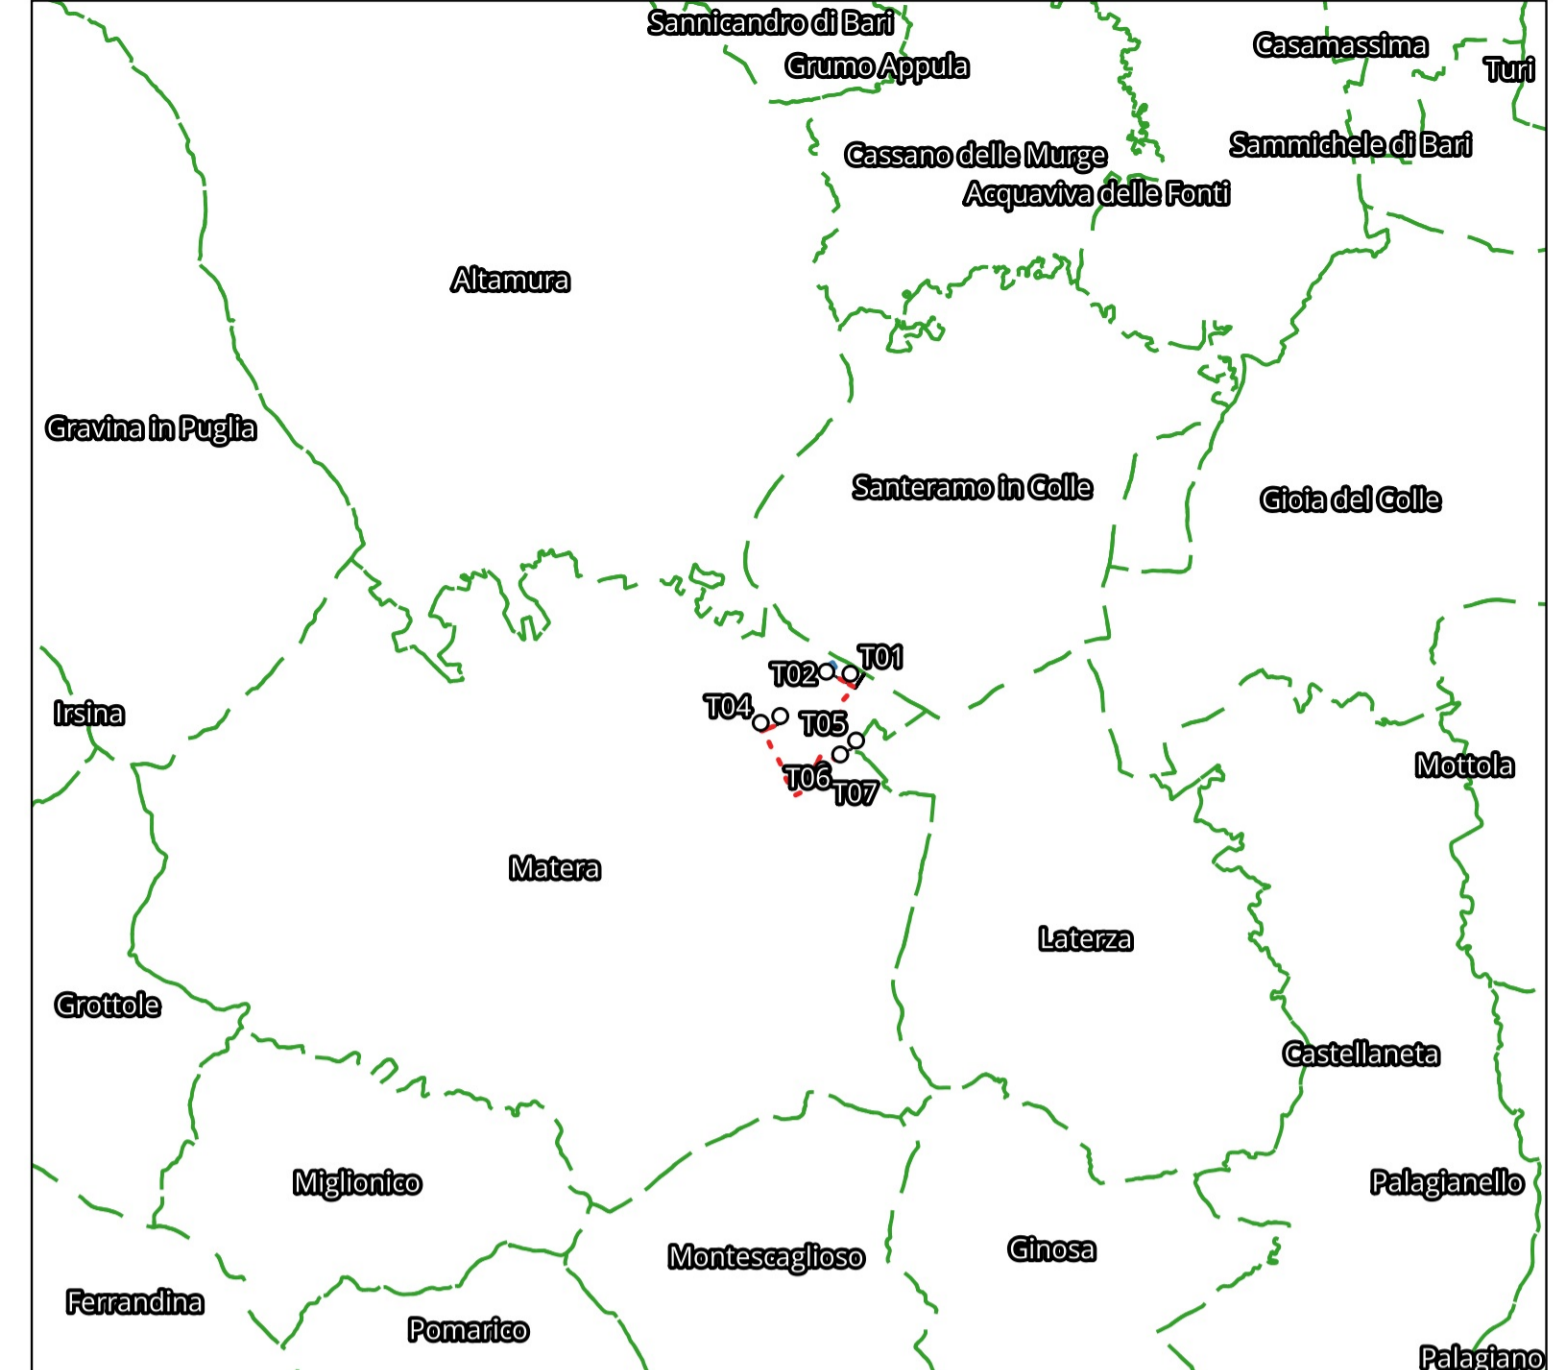 Sannicandro di Bari
Casamassima
Grumo Appula
Turi
Sammichele di Bari
Cassano delle Murge
Acquaviva delle Fonti
Altamura
Gravina in Puglia
Santeramo in Colle
Gioia del Colle
T01
T02
T04
Irsina
T05
Mottola
T06
T07
Matera
Laterza
Grottole
Castellaneta
Miglionico
Palagianello
Ginosa
Montescaglioso
Ferrandina
Pomarico
Palagiano